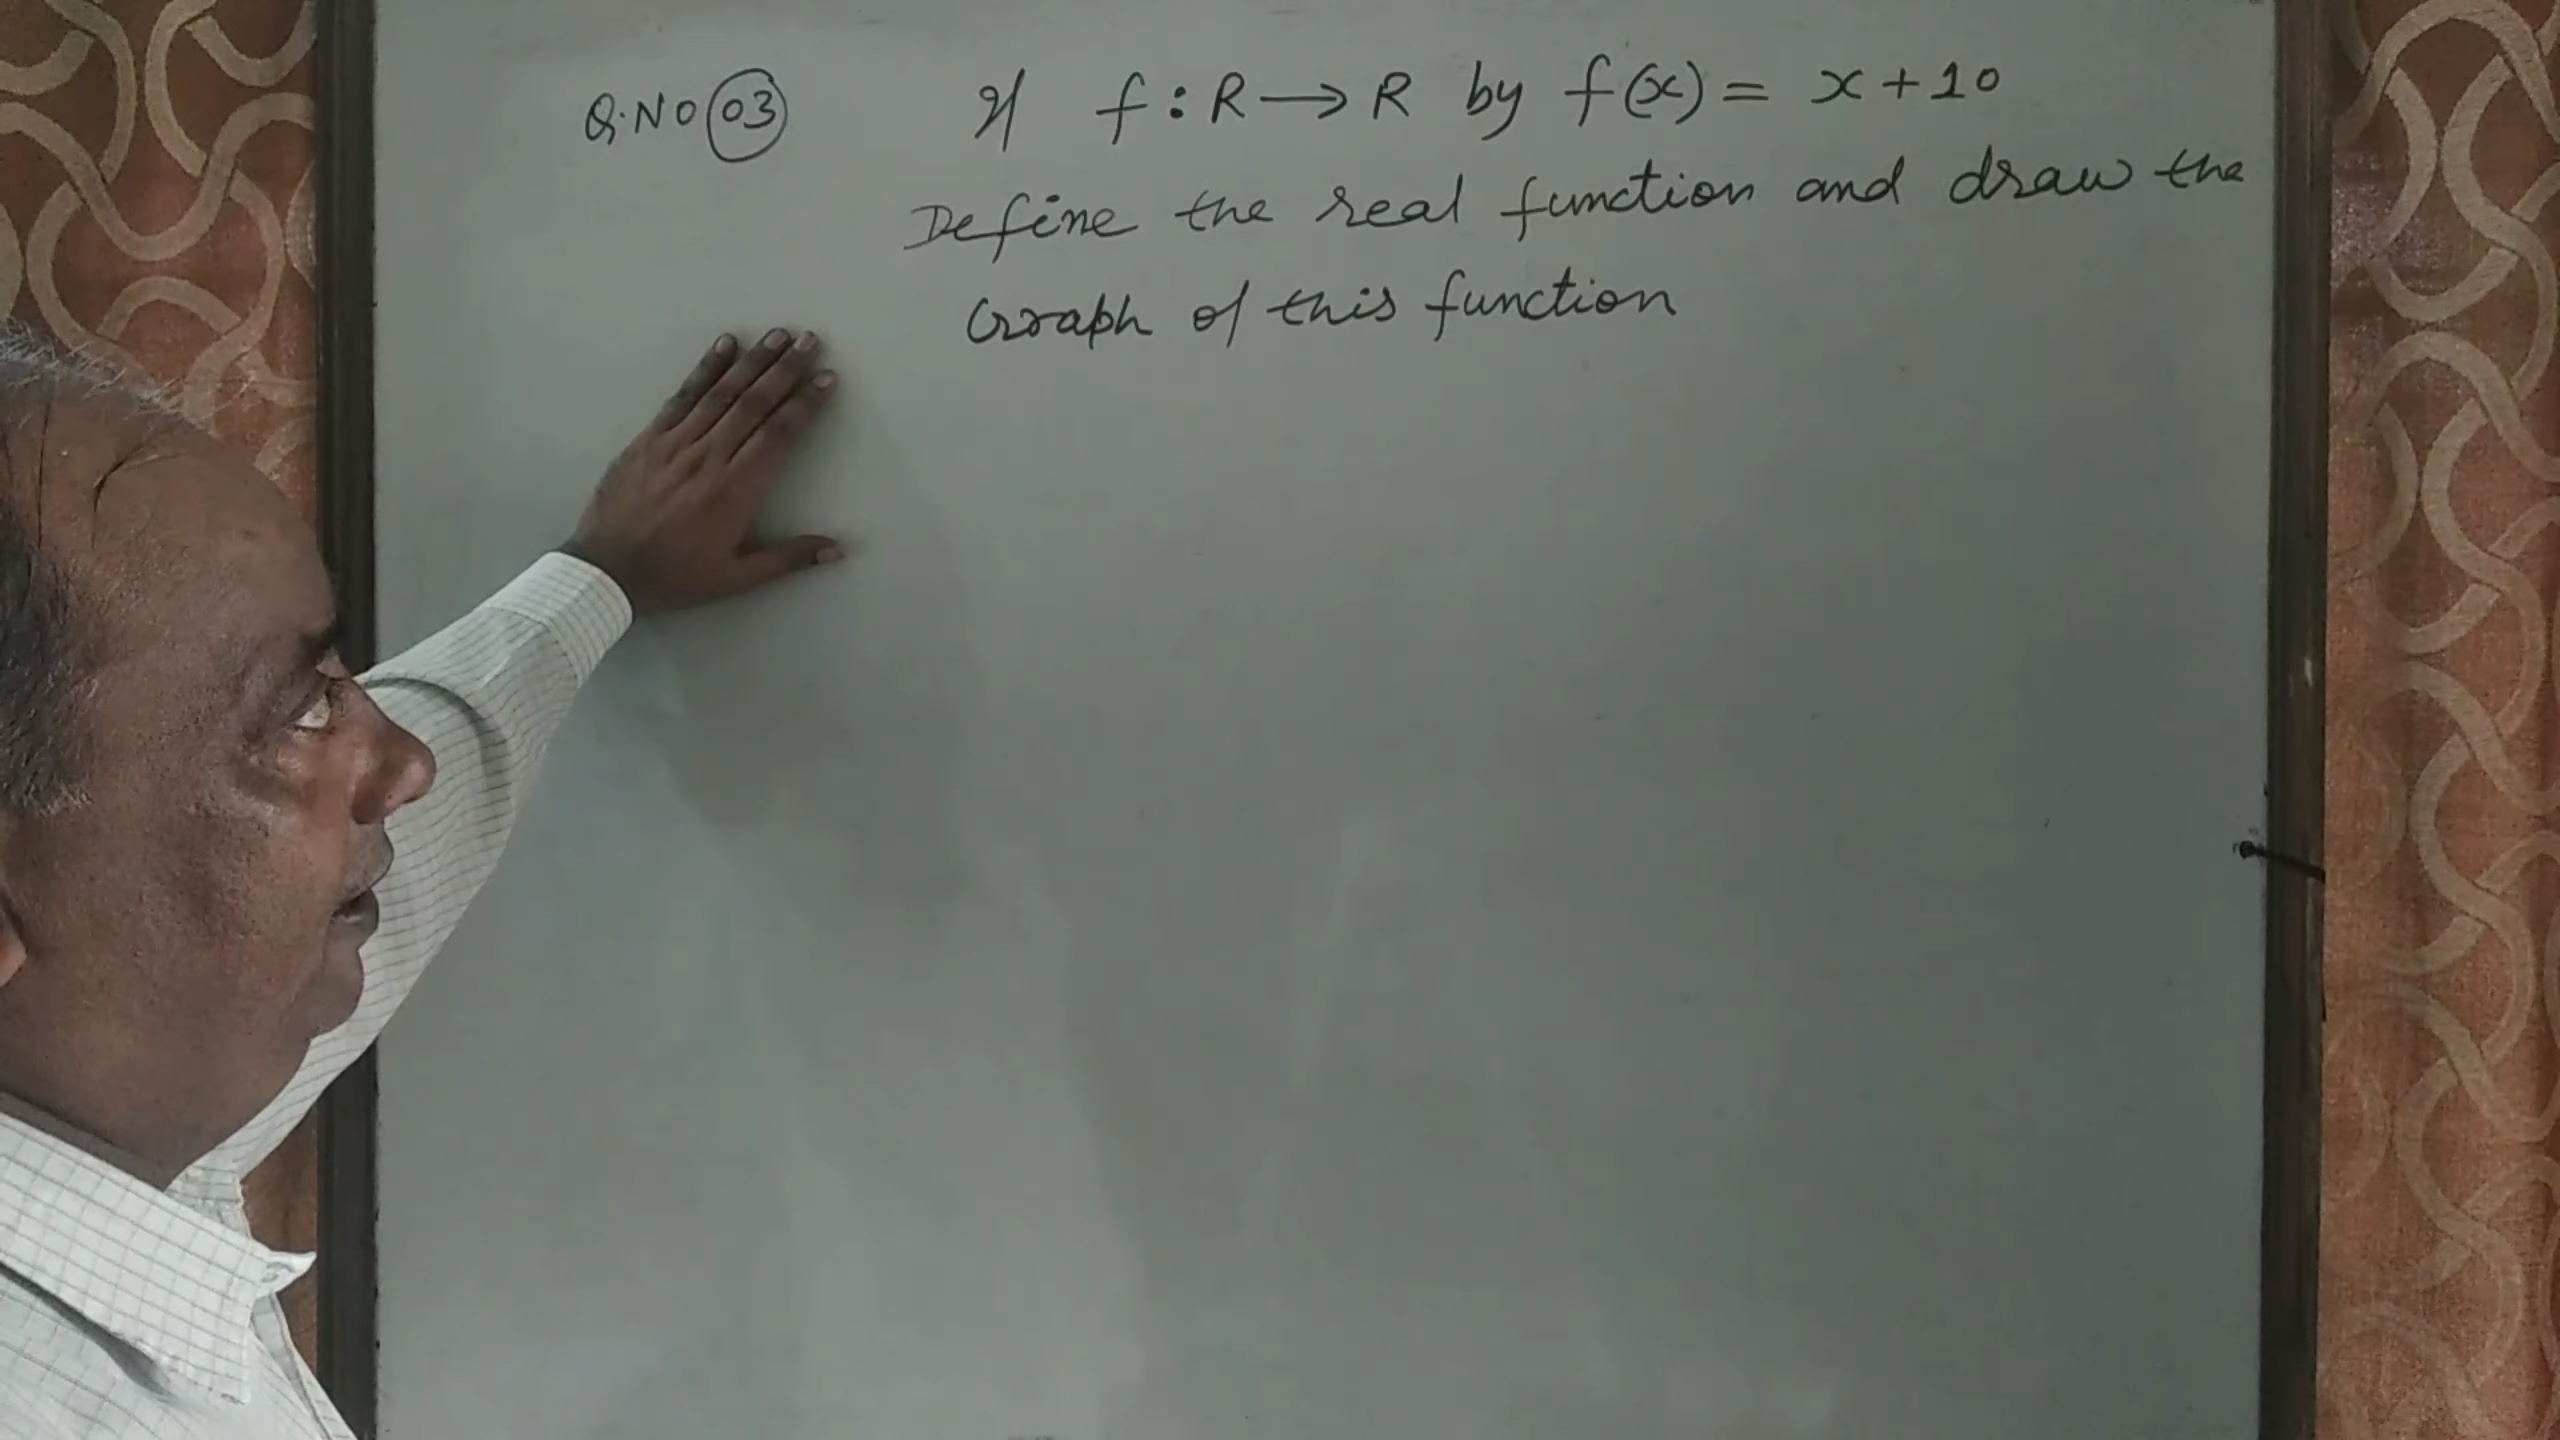 Q.NO 03 If f : R → R by f(x) = x + 10
Define the real function and draw the
Graph of this function